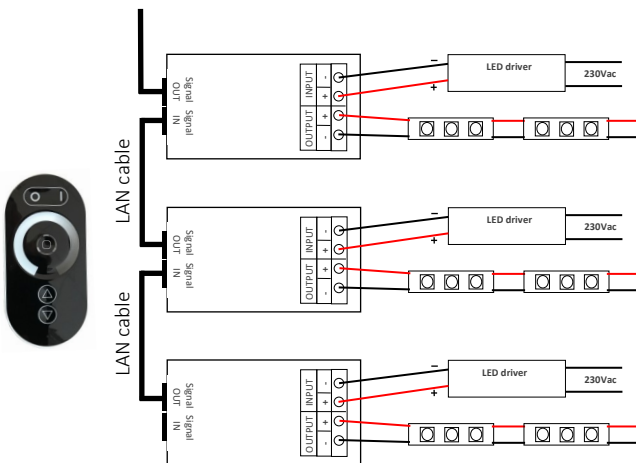 Signal
OUT
Signal
IN
INPUT
-
+
OUTPUT
+
-
–
+
LED driver
230Vac
LAN cable
Signal
OUT
Signal
IN
INPUT
-
+
OUTPUT
+
-
–
+
LED driver
230Vac
LAN cable
Signal
OUT
Signal
IN
INPUT
-
+
OUTPUT
+
-
–
+
LED driver
230Vac
O I